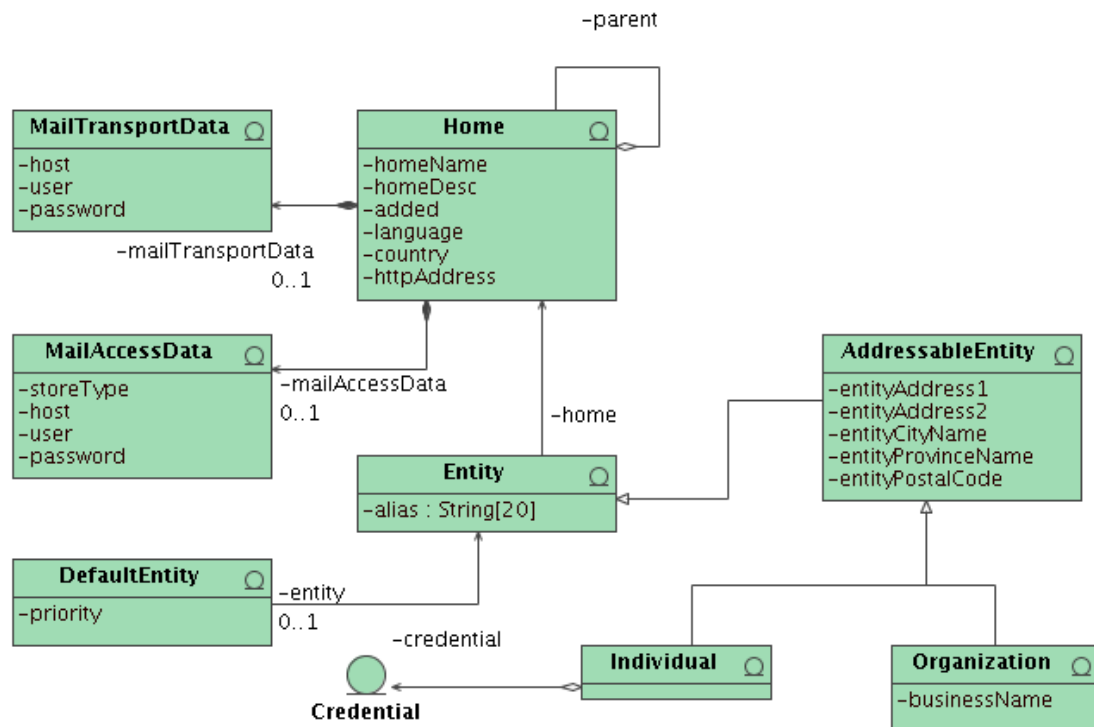 -parent
MailTransportData
-host
-user
-password
Home
-homeName
-homeDesc
-added
-language
-country
-httpAddress
-mailTransportData
0..1
MailAccessData
-storeType
-host
-user
-password
-mailAccessData
0..1
-home
AddressableEntity
-entityAddress1
-entityAddress2
-entityCityName
-entityProvinceName
-entityPostalCode
Entity
-alias : String[20]
DefaultEntity
-priority
-entity
0..1
-credential
Credential
Individual
Organization
-businessName